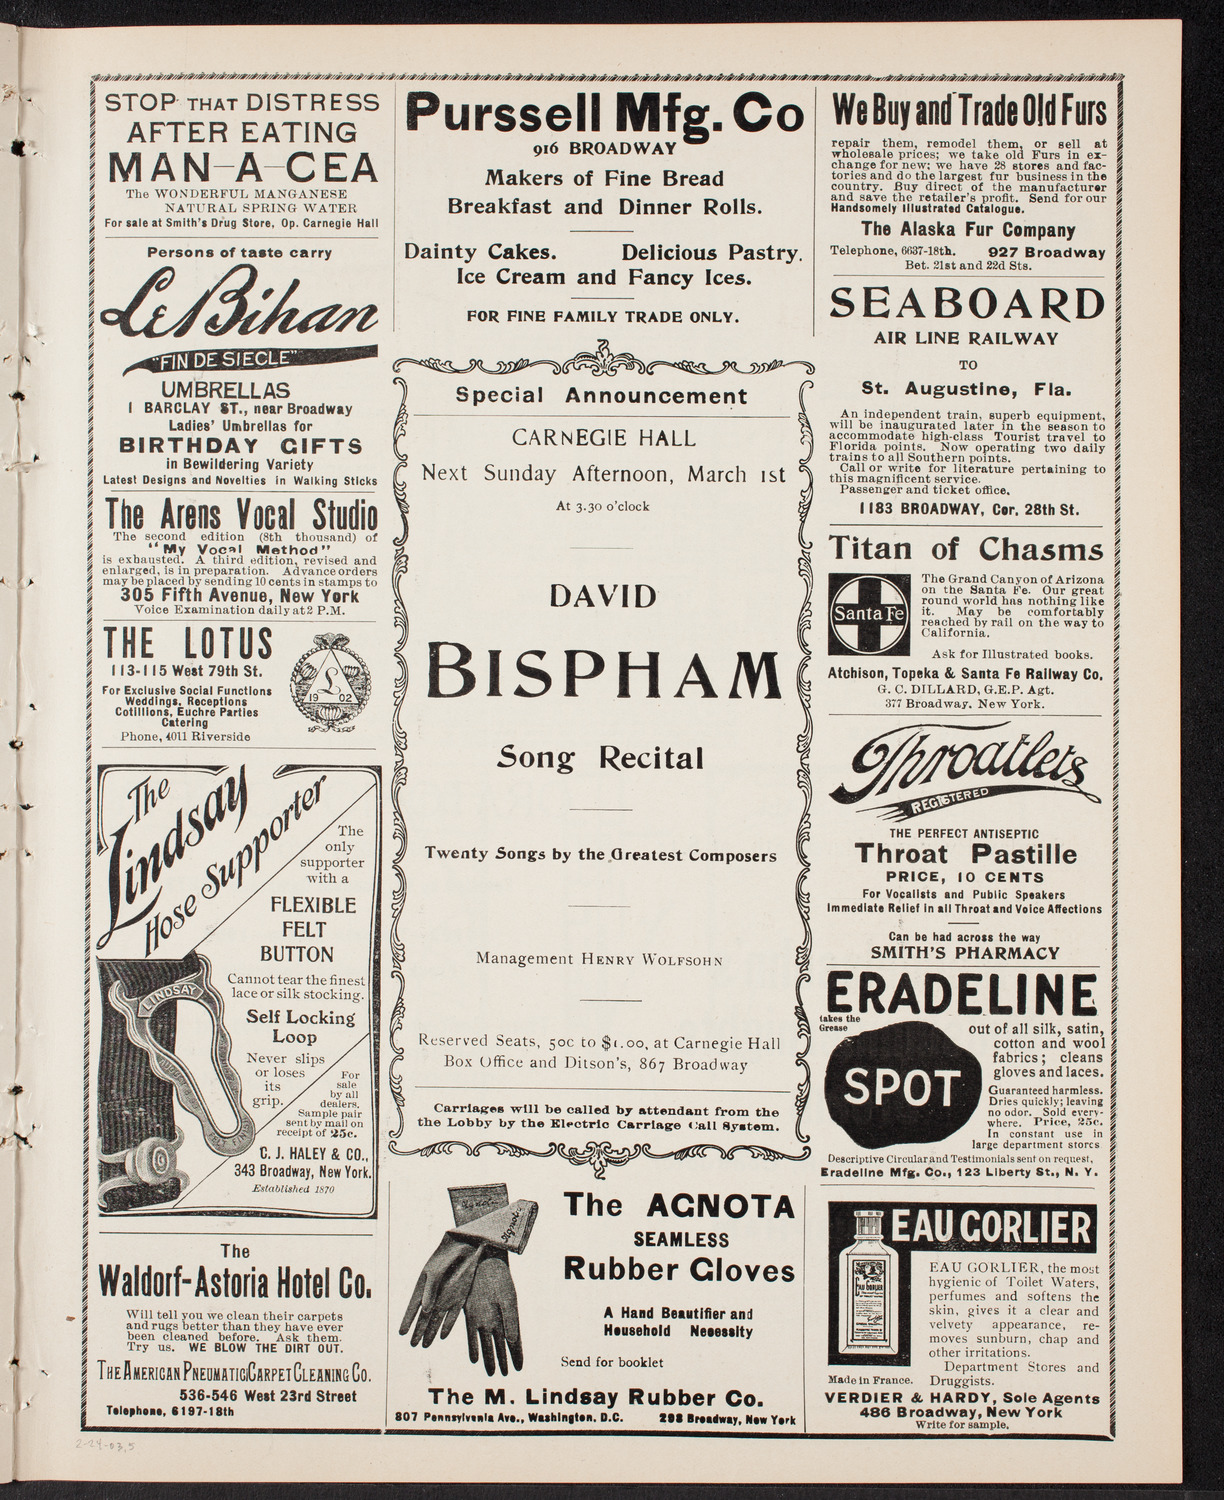 STOP THAT DISTRESS
AFTER EATING
MAN-A-CEA
The WONDERFUL MANGANESE
NATURAL SPRING WATER
For sale at Smith's Drug Store, Op. Carnegie Hall
Persons of taste carry
Le Bihan
"FIN DE SIECLE"
UMBRELLAS
1 BARCLAY ST., near Broadway
Ladies' Umbrellas for
BIRTHDAY GIFTS
in Bewildering Variety
Latest Designs and Novelties in Walking Sticks
The Arens Vocal Studio
The second edition (8th thousand) of
"My Vocal Method"
is exhausted. A third edition, revised and
enlarged, is in preparation. Advance orders
may be placed by sending 10 cents in stamps to
305 Fifth Avenue, New York
Voice Examination daily at 2 P.M.
THE LOTUS
113-115 West 79th St.
For Exclusive Social Functions
Weddings, Receptions
Cotillions, Euchre Parties
Catering
Phone, 4011 Riverside
L
19 02
The
Lindsay
Hose Supporter
The
only
supporter
with a
FLEXIBLE
FELT
BUTTON
Cannot tear the finest
lace or silk stocking.
Self Locking
Loop
Never slips
or loses
its
grip.
For
sale
by all
dealers.
Sample pair
sent by mail on
receipt of 25c.
C. J. HALEY & CO.,
343 Broadway, New York.
Established 1870
LINDSAY
The
Waldorf-Astoria Hotel Co.
Will tell you we clean their carpets
and rugs better than they have ever
been cleaned before. Ask them.
Try us. WE BLOW THE DIRT OUT.
THE AMERICAN PNEUMATIC CARPET CLEANING CO.
536-546 West 23rd Street
Telephone, 6197-18th
Purssell Mfg. Co
916 BROADWAY
Makers of Fine Bread
Breakfast and Dinner Rolls.
Dainty Cakes. Delicious Pastry.
Ice Cream and Fancy Ices.
FOR FINE FAMILY TRADE ONLY.
Special Announcement
CARNEGIE HALL
Next Sunday Afternoon, March 1st
At 3.30 o'clock
DAVID
BISPHAM
Song Recital
Twenty Songs by the Greatest Composers
Management HENRY WOLFSOHN
Reserved Seats, 50c to $1.00, at Carnegie Hall
Box Office and Ditson's, 867 Broadway
Carriages will be called by attendant from the
the Lobby by the Electric Carriage Call System.
The AGNOTA
SEAMLESS
Rubber Gloves
A Hand Beautifier and
Household Necessity
Send for booklet
The M. Lindsay Rubber Co.
807 Pennsylvania Ave., Washington, D.C. 298 Broadway, New York
We Buy and Trade Old Furs
repair them, remodel them, or sell at
wholesale prices; we take old Furs in ex-
change for new; we have 28 stores and fac-
tories and do the largest fur business in the
country. Buy direct of the manufacturer
and save the retailer's profit. Send for our
Handsomely Illustrated Catalogue.
The Alaska Fur Company
Telephone, 6637-18th. 927 Broadway
Bet. 21st and 22d Sts.
SEABOARD
AIR LINE RAILWAY
TO
St. Augustine, Fla.
An independent train, superb equipment,
will be inaugurated later in the season to
accommodate high-class Tourist travel to
Florida points. Now operating two daily
trains to all Southern points.
Call or write for literature pertaining to
this magnificent service.
Passenger and ticket office,
1183 BROADWAY, Cor. 28th St.
Titan of Chasms
Santa Fe
The Grand Canyon of Arizona
on the Santa Fe. Our great
round world has nothing like
it. May be comfortably
reached by rail on the way to
California.
Ask for Illustrated books.
Atchison, Topeka & Santa Fe Railway Co.
G. C. DILLARD, G.E.P. Agt.
377 Broadway, New York.
Throatlets
REGISTERED
THE PERFECT ANTISEPTIC
Throat Pastille
PRICE, 10 CENTS
For Vocalists and Public Speakers
Immediate Relief in all Throat and Voice Affections
Can be had across the way
SMITH'S PHARMACY
ERADELINE
takes the
Grease
SPOT
out of all silk, satin,
cotton and wool
fabrics; cleans
gloves and laces.
Guaranteed harmless.
Dries quickly; leaving
no odor. Sold every-
where. Price, 25c.
In constant use in
large department stores
Descriptive Circular and Testimonials sent on request.
Eradeline Mfg. Co., 123 Liberty St., N. Y.
EAU GORLIER
EAU GORLIER, the most
hygienic of Toilet Waters,
perfumes and softens the
skin, gives it a clear and
velvety appearance, re-
moves sunburn, chap and
other irritations.
Department Stores and
Made in France. Druggists.
VERDIER & HARDY, Sole Agents
486 Broadway, New York
Write for sample.
2-24-03.5